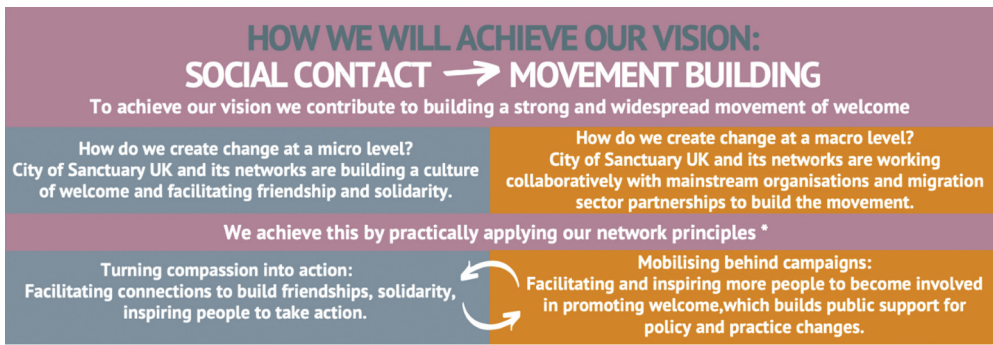 HOW WE WILL ACHIEVE OUR VISION:
SOCIAL CONTACT → MOVEMENT BUILDING
To achieve our vision we contribute to building a strong and widespread movement of welcome
How do we create change at a micro level?
City of Sanctuary UK and its networks are building a culture
of welcome and facilitating friendship and solidarity.
How do we create change at a macro level?
City of Sanctuary UK and its networks are working
collaboratively with mainstream organisations and migration
sector partnerships to build the movement.
We achieve this by practically applying our network principles *
Turning compassion into action:
Facilitating connections to build friendships, solidarity,
inspiring people to take action.
Mobilising behind campaigns:
Facilitating and inspiring more people to become involved
in promoting welcome,which builds public support for
policy and practice changes.